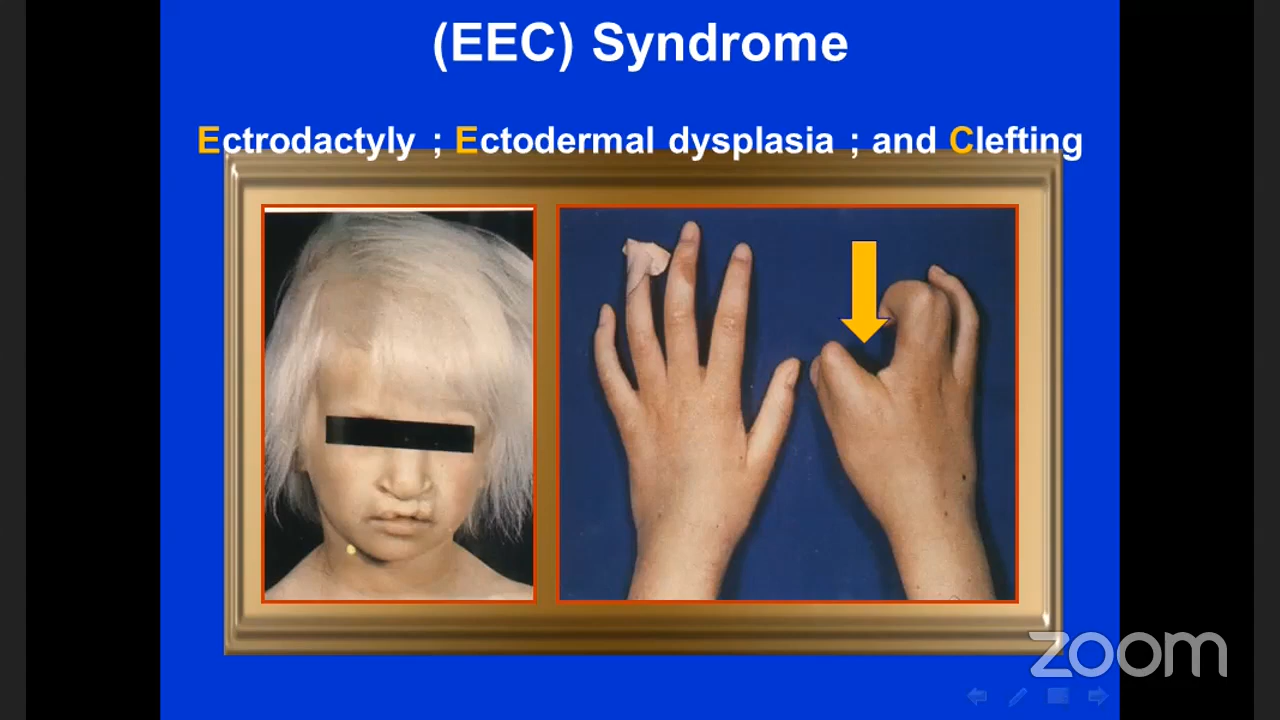 (EEC) Syndrome
Ectrodactyly ; Ectodermal dysplasia ; and Clefting
zoom